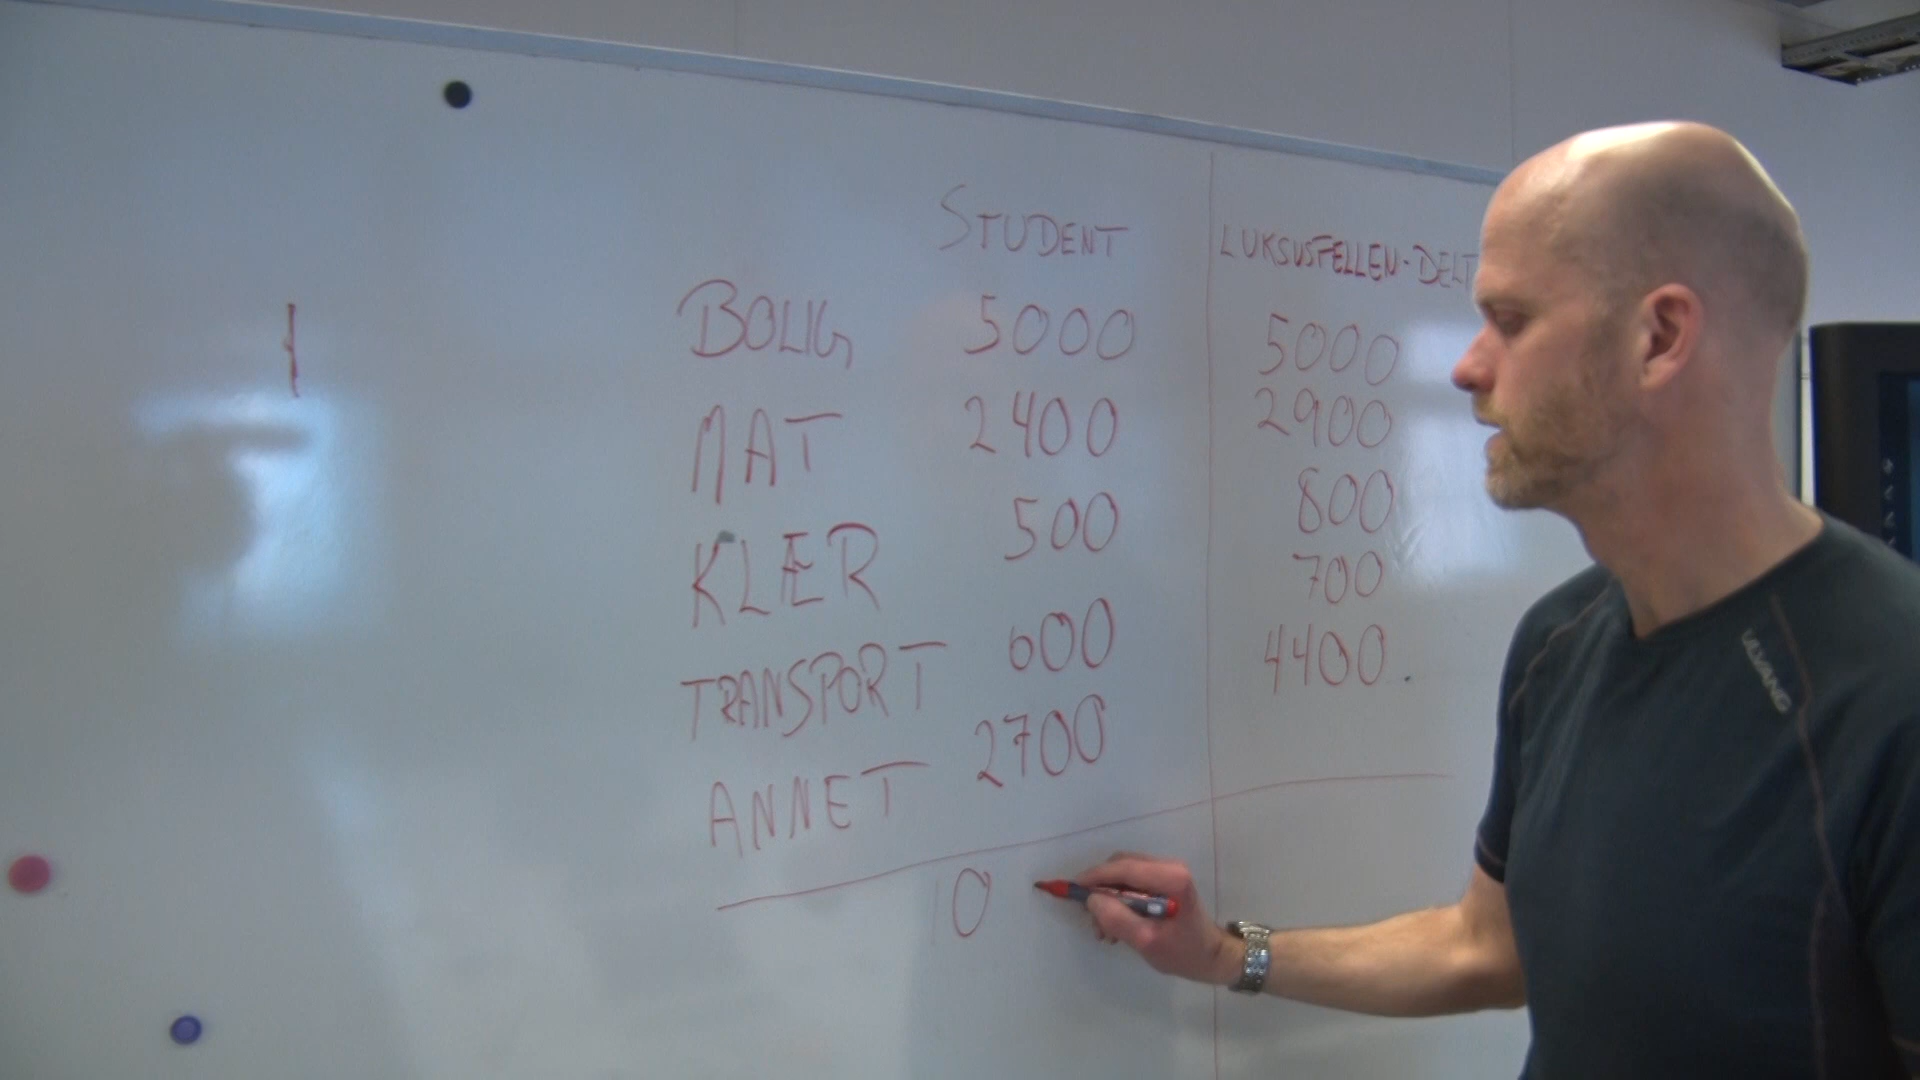 STUDENT LUKSUSFELLEN-DELT
BOLIG 5000 5000
MAT 2400 2900
KLÆR 500 800
TRANSPORT 600 700
ANNET 2700 4400
10
ULVANG